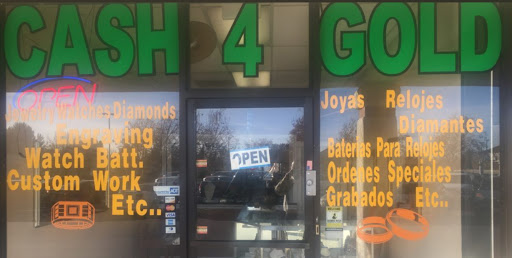 CASH 4 GOLD
OPEN
Jewelry Watches Diamonds
Engraving
Watch Batt.
Custom Work
Etc..
OPEN
Joyas Relojes
Diamantes
Baterias Para Relojes
Ordenes Speciales
Grabados Etc..